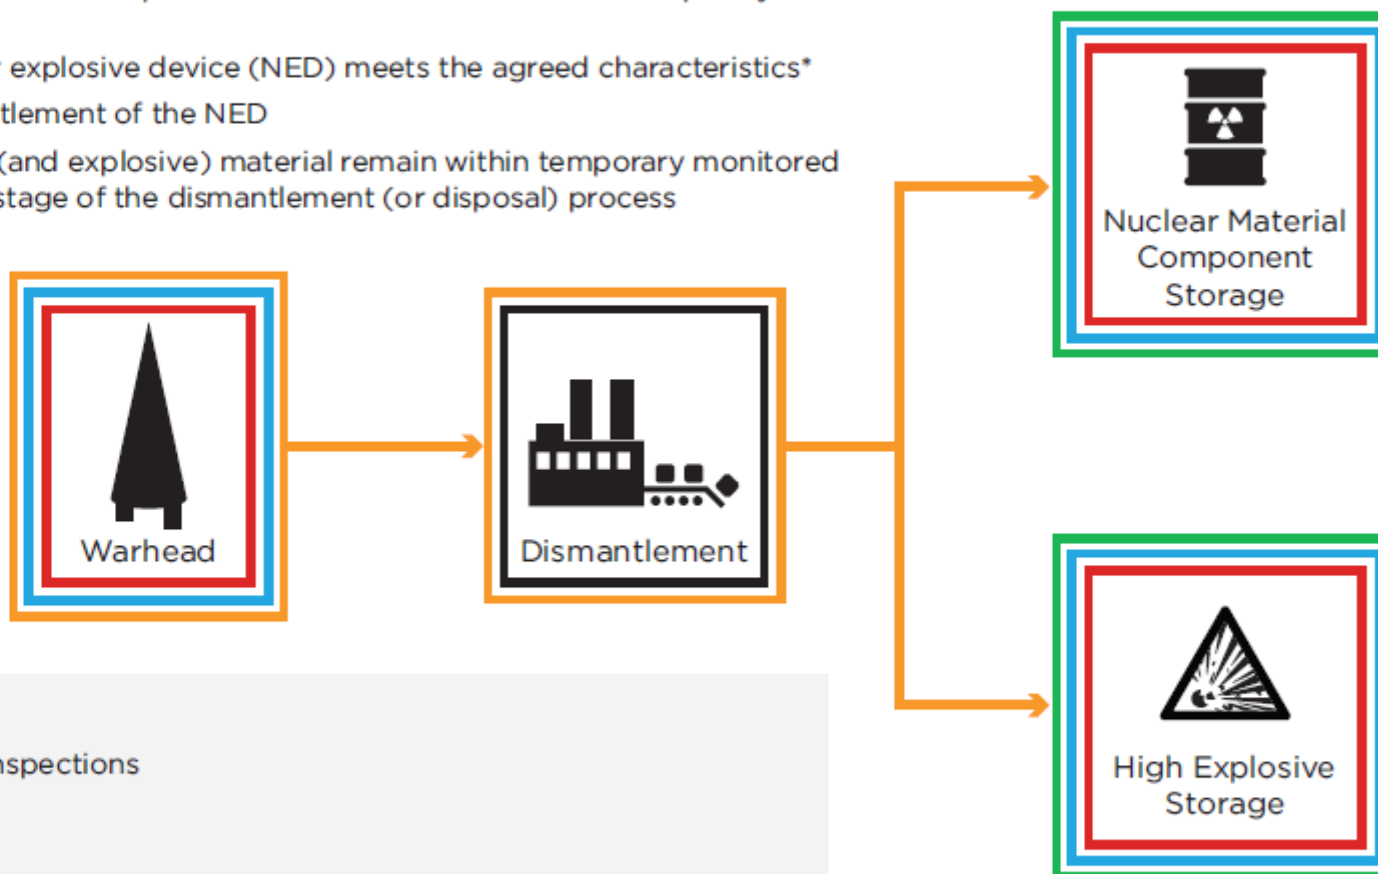 explosive device (NED) meets the agreed characteristics*
tlement of the NED
(and explosive) material remain within temporary monitored
stage of the dismantlement (or disposal) process
Nuclear Material
Component
Storage
Warhead
Dismantlement
nspections
High Explosive
Storage